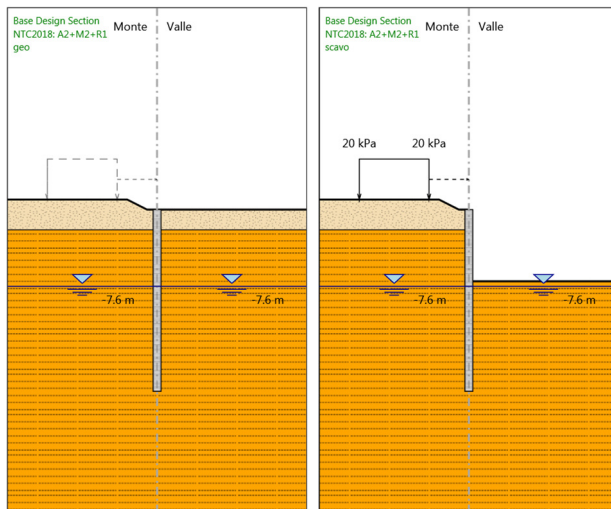 Base Design Section
NTC2018: A2+M2+R1
geo
Monte
Valle
-7.6 m
-7.6 m
Base Design Section
NTC2018: A2+M2+R1
scavo
Monte
Valle
20 kPa
20 kPa
-7.6 m
-7.6 m